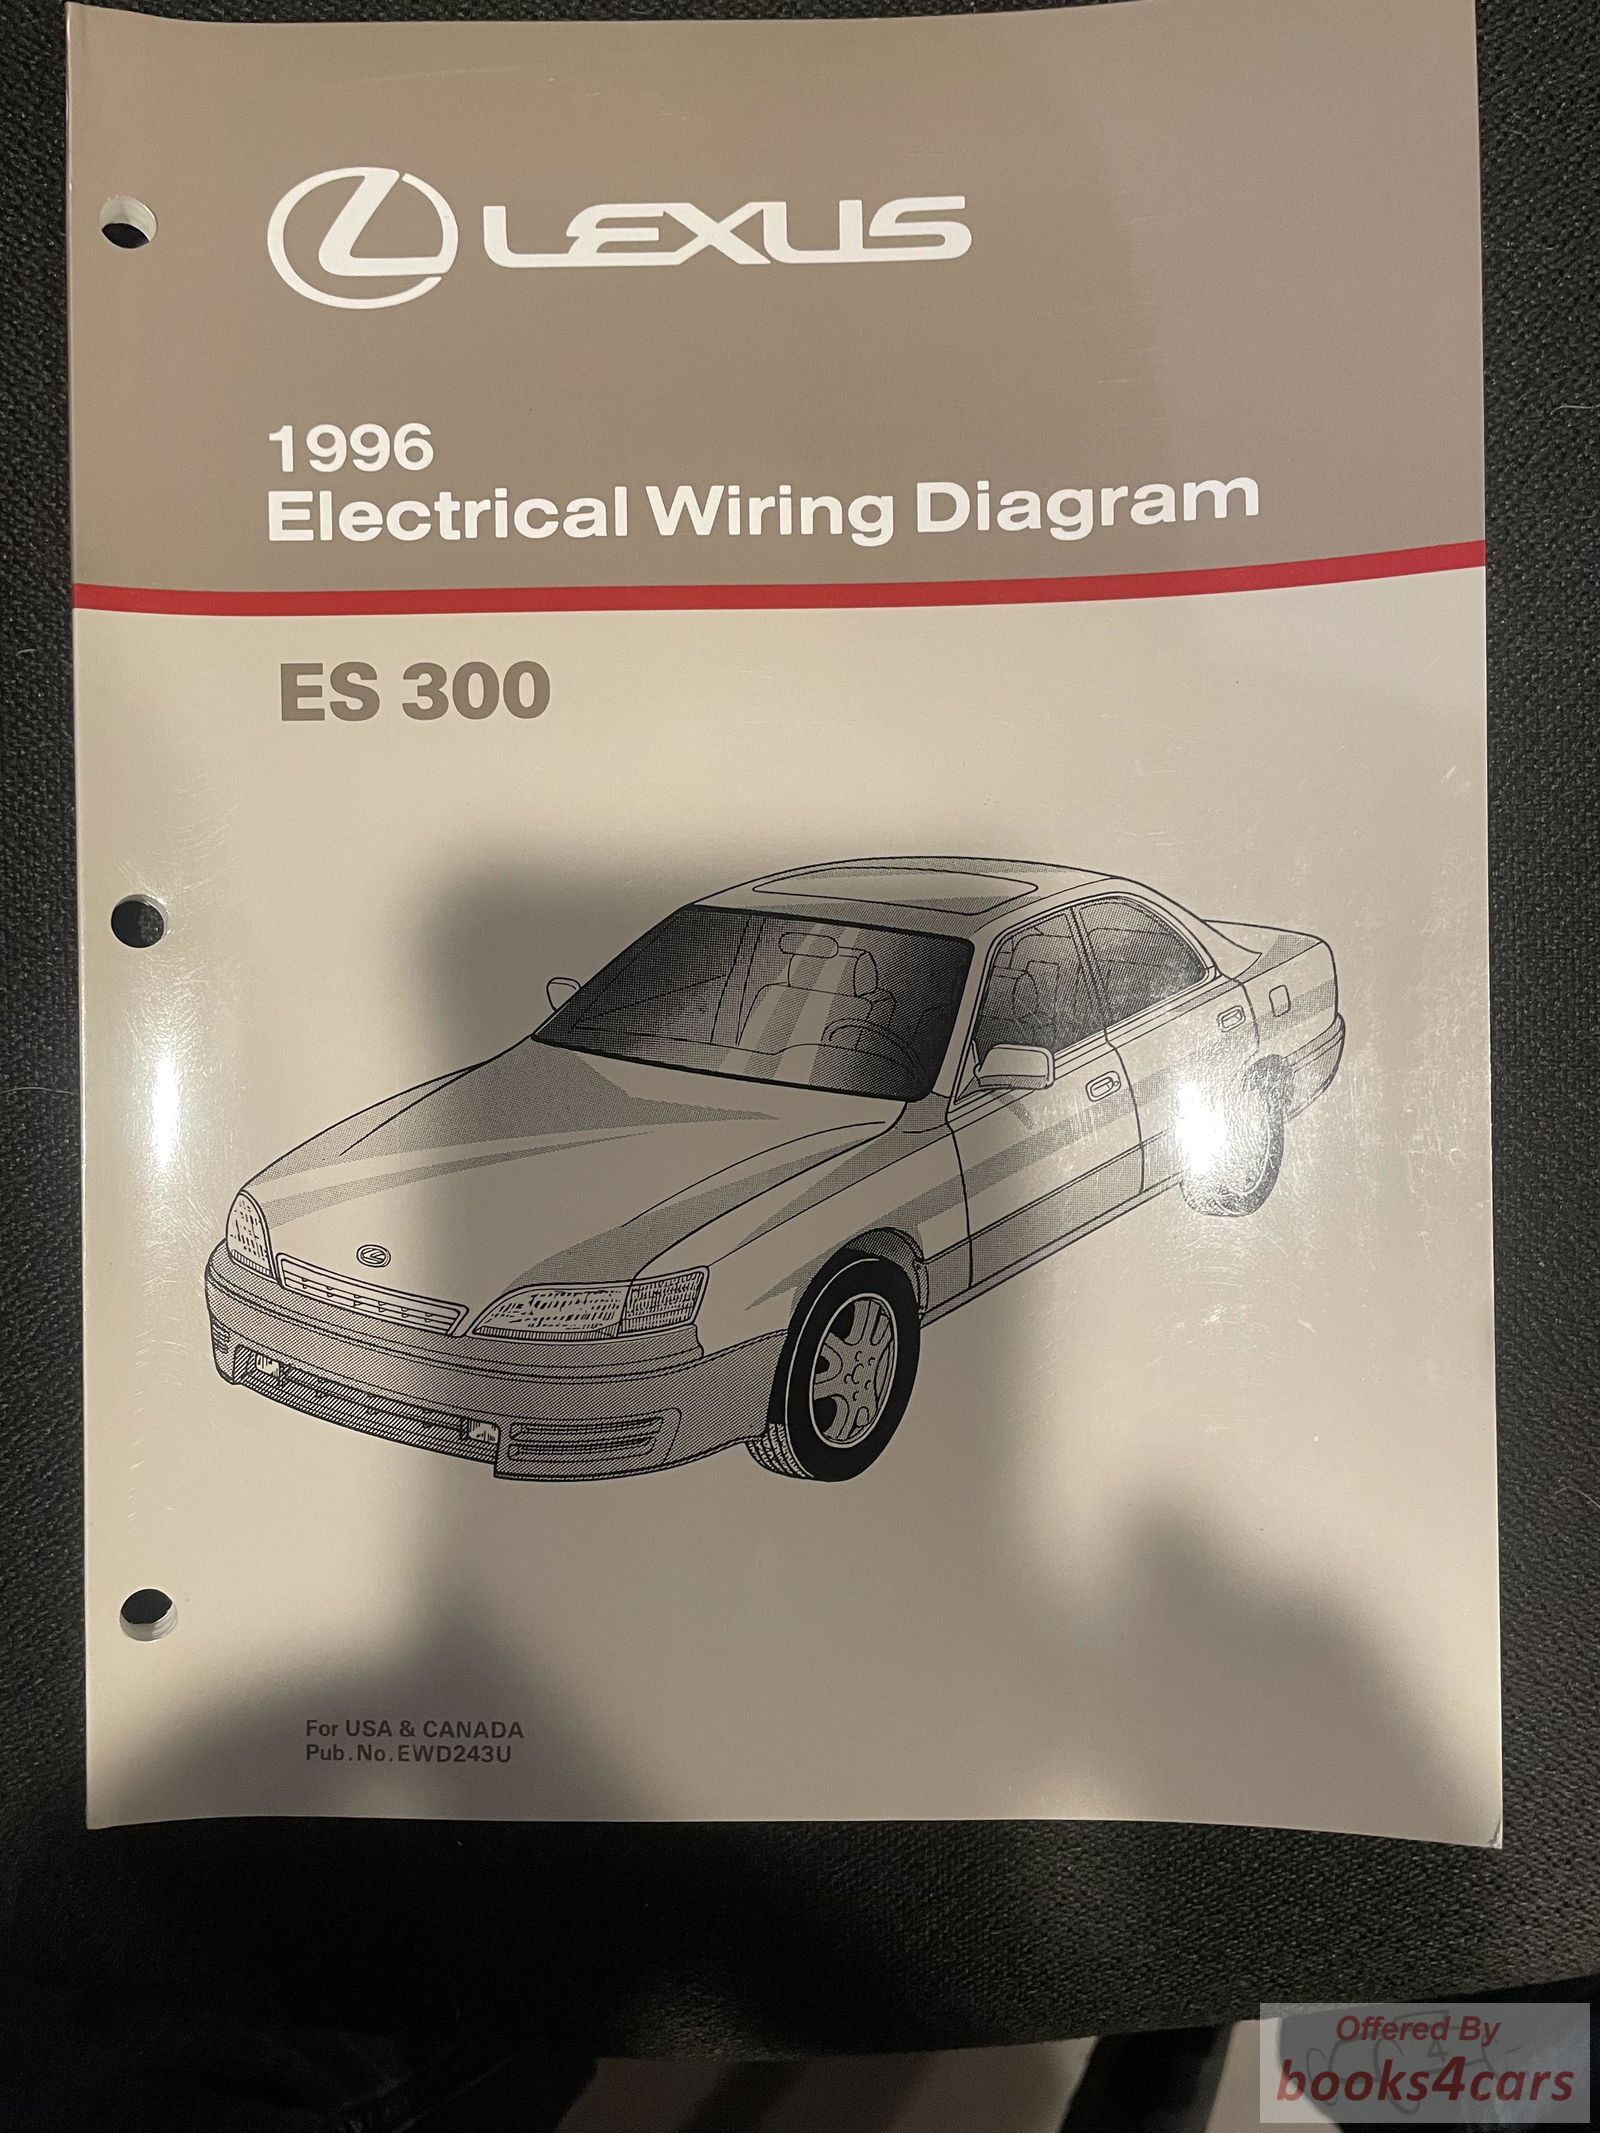 LEXUS
1996
Electrical Wiring Diagram
ES 300
For USA & CANADA
Pub.No.EWD243U
Offered By
books4cars